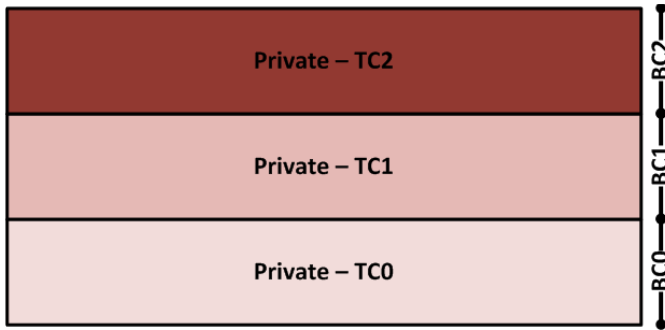 Private – TC2
BC2
Private – TC1
BC1
Private – TC0
BC0